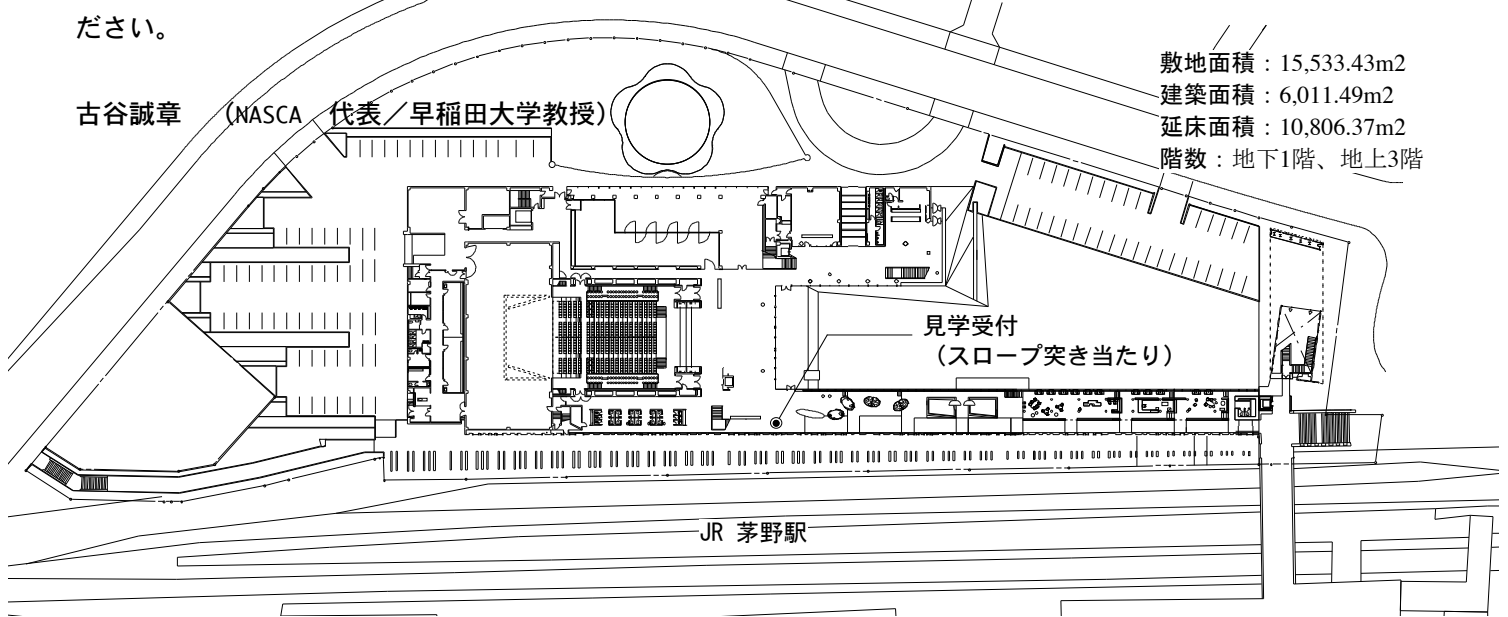 ださい。
古谷誠章 (NASCA 代表/早稲田大学教授)
敷地面積：15,533.43m2
建築面積：6,011.49m2
延床面積：10,806.37m2
階数：地下1階、地上3階
見学受付
(スロープ突き当たり)
JR 茅野駅